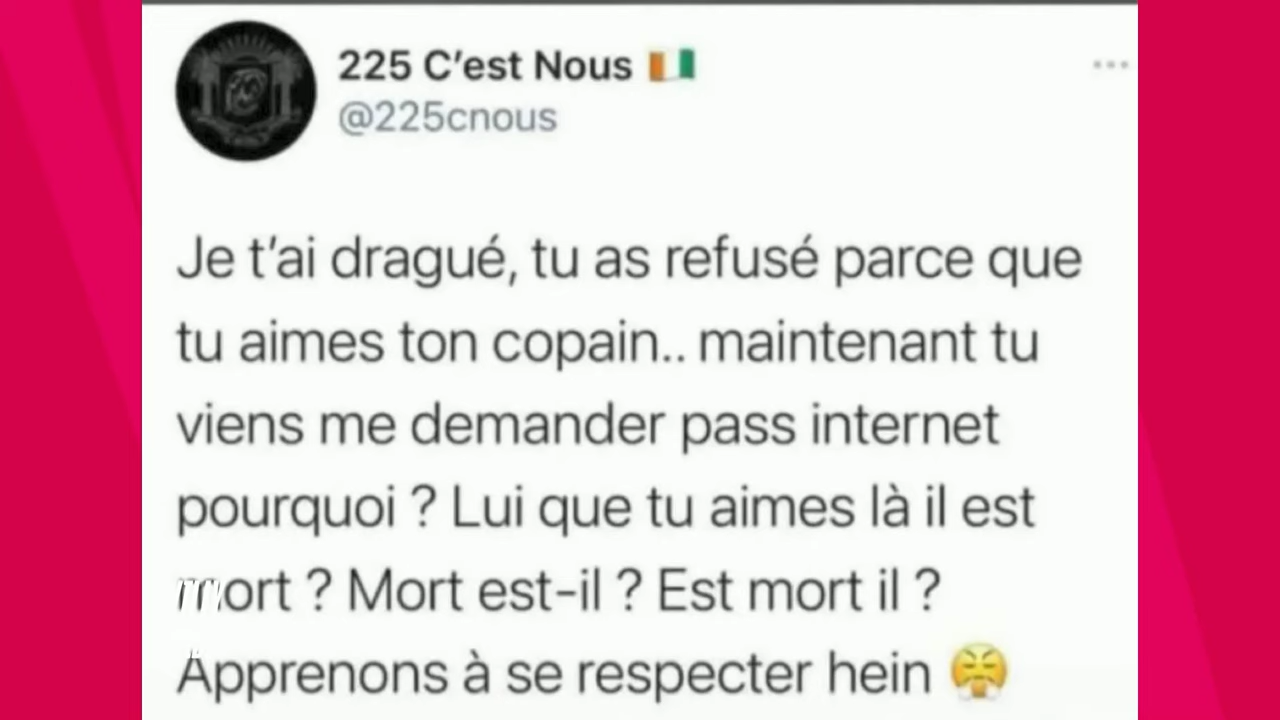 225 C’est Nous 🇨🇮
@225cnous
Je t’ai dragué, tu as refusé parce que
tu aimes ton copain.. maintenant tu
viens me demander pass internet
pourquoi ? Lui que tu aimes là il est
mort ? Mort est-il ? Est mort il ?
Apprenons à se respecter hein 😤